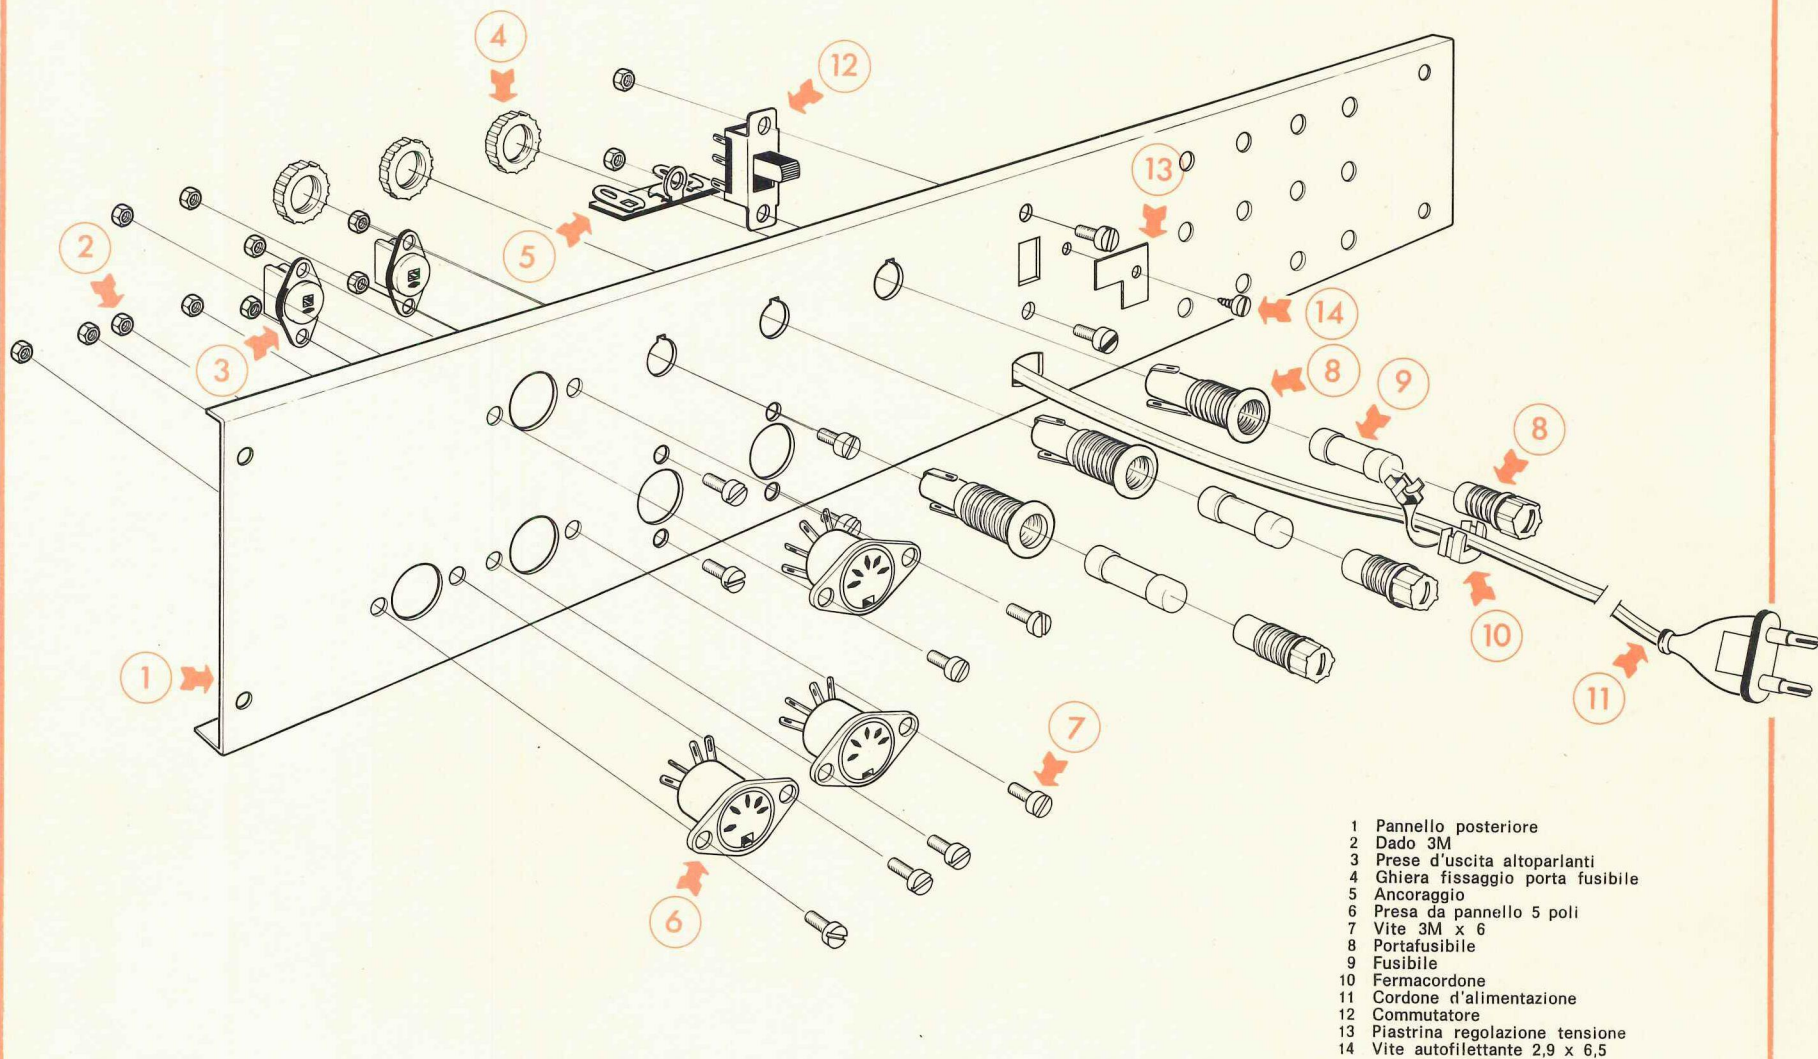 4
12
13
2
5
14
3
8
9
8
10
1
11
7
6
1 Pannello posteriore
2 Dado 3M
3 Prese d'uscita altoparlanti
4 Ghiera fissaggio porta fusibile
5 Ancoraggio
6 Presa da pannello 5 poli
7 Vite 3M x 6
8 Portafusibile
9 Fusibile
10 Fermacordone
11 Cordone d'alimentazione
12 Commutatore
13 Piastrina regolazione tensione
14 Vite autofilettante 2,9 x 6,5